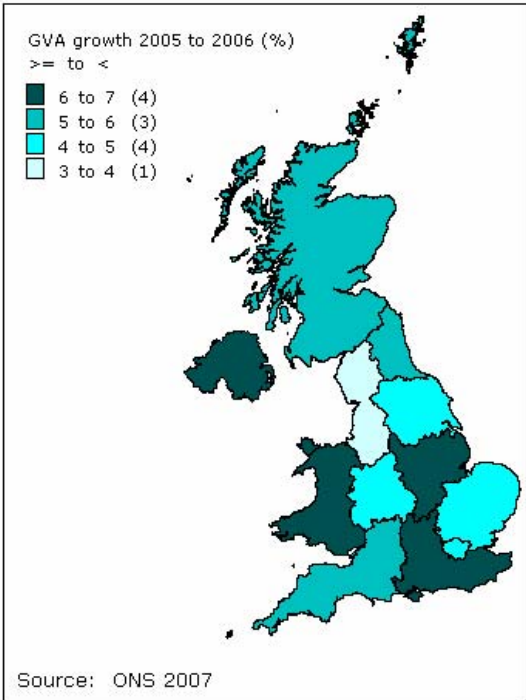 GVA growth 2005 to 2006 (%)
>= to <
6 to 7 (4)
5 to 6 (3)
4 to 5 (4)
3 to 4 (1)
Source: ONS 2007